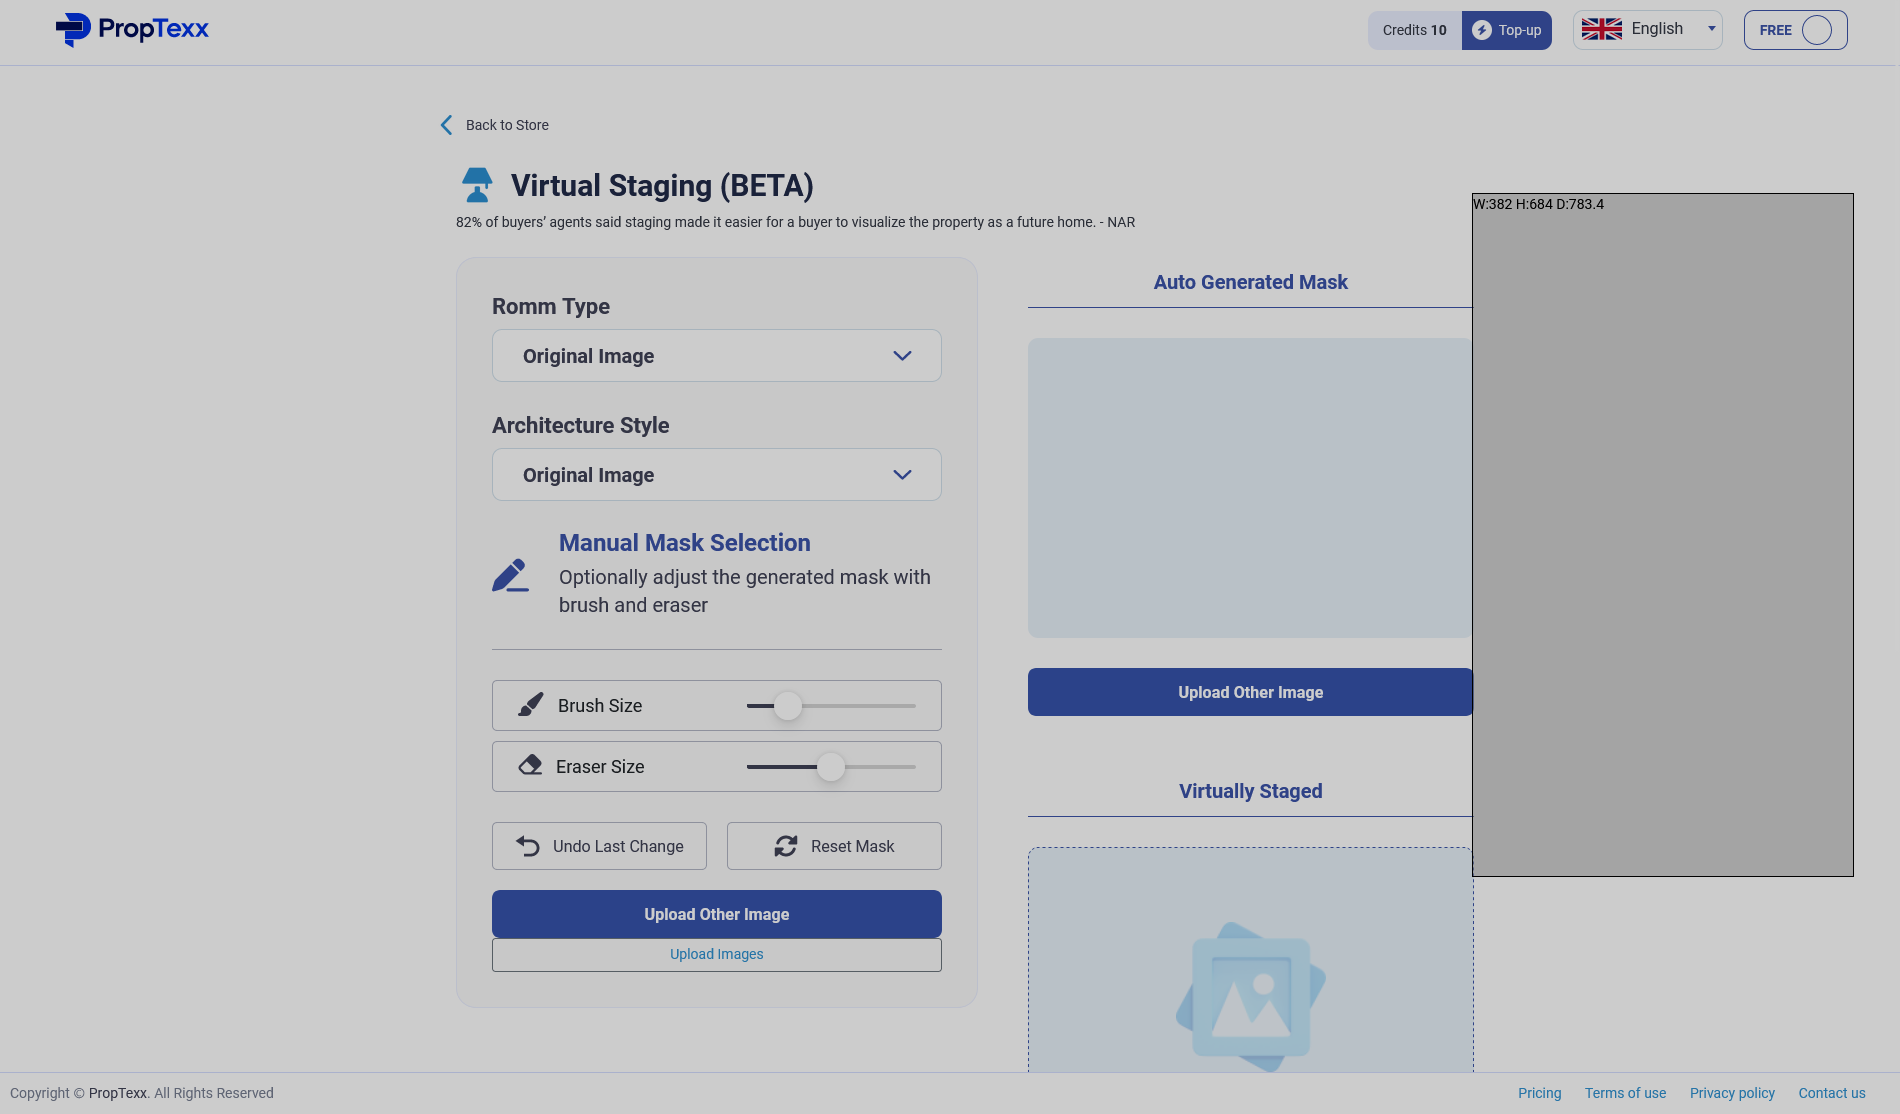 PropTexx
Credits 10
Top-up
English
FREE
Back to Store
Virtual Staging (BETA)
82% of buyers’ agents said staging made it easier for a buyer to visualize the property as a future home. - NAR
W:382 H:684 D:783.4
Romm Type
Original Image
Architecture Style
Original Image
Manual Mask Selection
Optionally adjust the generated mask with
brush and eraser
Brush Size
Eraser Size
Undo Last Change
Reset Mask
Upload Other Image
Upload Images
Auto Generated Mask
Upload Other Image
Virtually Staged
Copyright © PropTexx. All Rights Reserved
Pricing
Terms of use
Privacy policy
Contact us